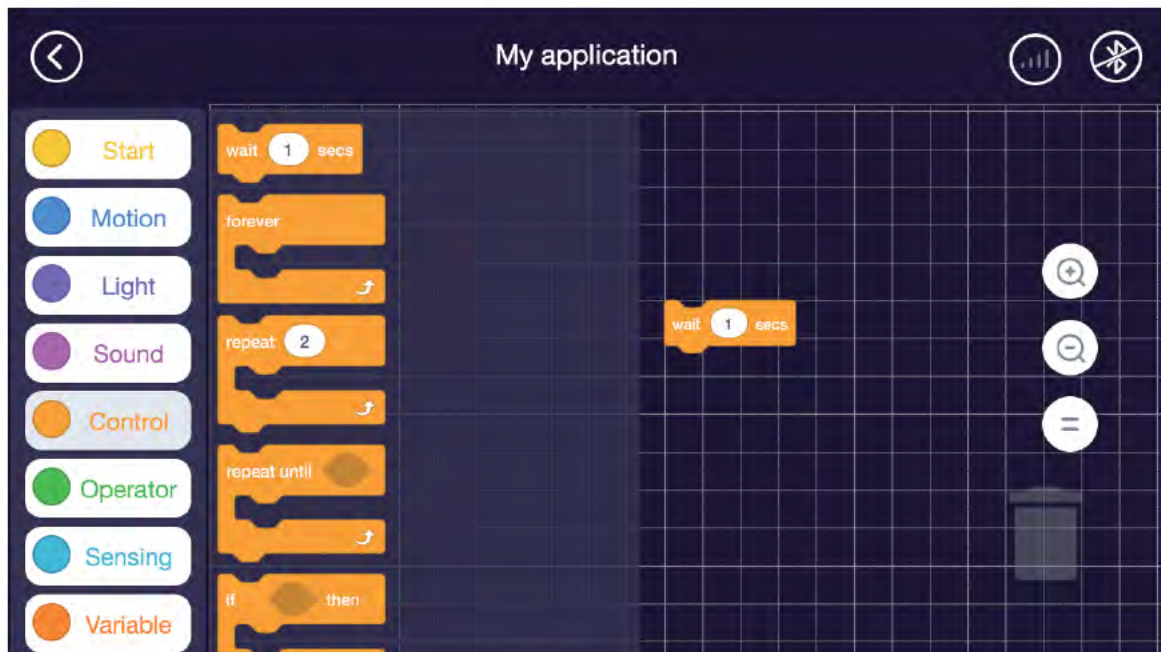 My application
Start
Motion
Light
Sound
Control
Operator
Sensing
Variable
wait 1 secs
forever
repeat 2
repeat until
if then
wait 1 secs